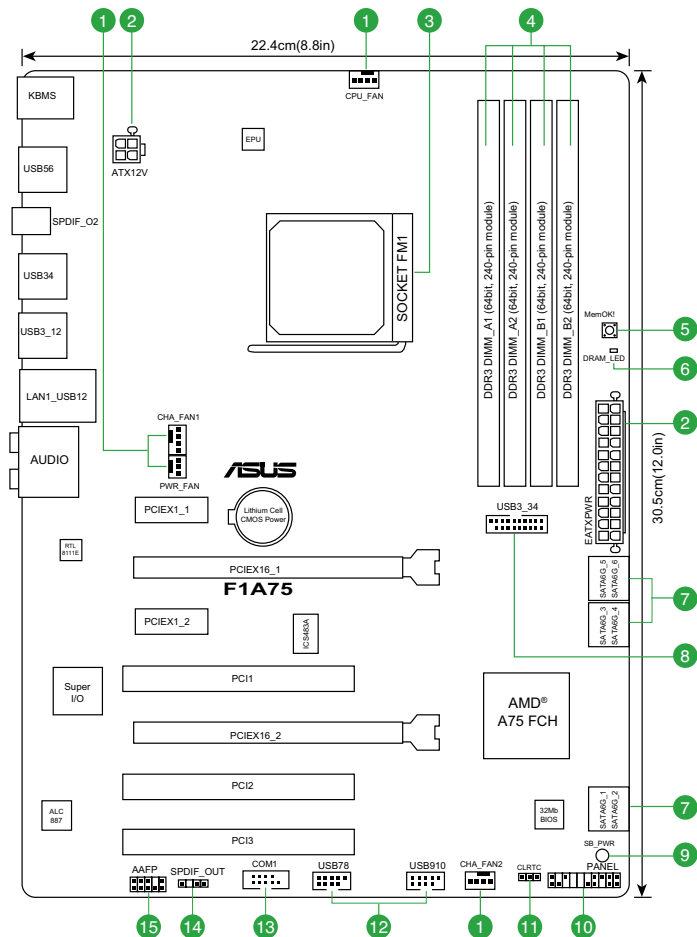 1
2
1
3
4
22.4cm(8.8in)
KBMS
CPU_FAN
EPU
ATX12V
USB56
SPDIF_O2
USB34
USB3_12
LAN1_USB12
AUDIO
SOCKET FM1
DDR3 DIMM_A1 (64bit, 240-pin module)
DDR3 DIMM_A2 (64bit, 240-pin module)
DDR3 DIMM_B1 (64bit, 240-pin module)
DDR3 DIMM_B2 (64bit, 240-pin module)
MemOK!
5
DRAM_LED
6
2
EATXPWR
30.5cm(12.0in)
CHA_FAN1
1
PWR_FAN
ASUS
PCIEX1_1
Lithium Cell
CMOS Power
USB3_34
RTL
8111E
PCIEX16_1
F1A75
SATA6G_5
SATA6G_6
7
SATA6G_3
SATA6G_4
PCIEX1_2
ICS483A
8
PCI1
Super
I/O
AMD®
A75 FCH
PCIEX16_2
PCI2
SATA6G_1
SATA6G_2
7
ALC
887
32Mb
BIOS
PCI3
SB_PWR
9
AAFP
SPDIF_OUT
COM1
USB78
USB910
CHA_FAN2
CLRTC
PANEL
15
14
13
12
1
11
10